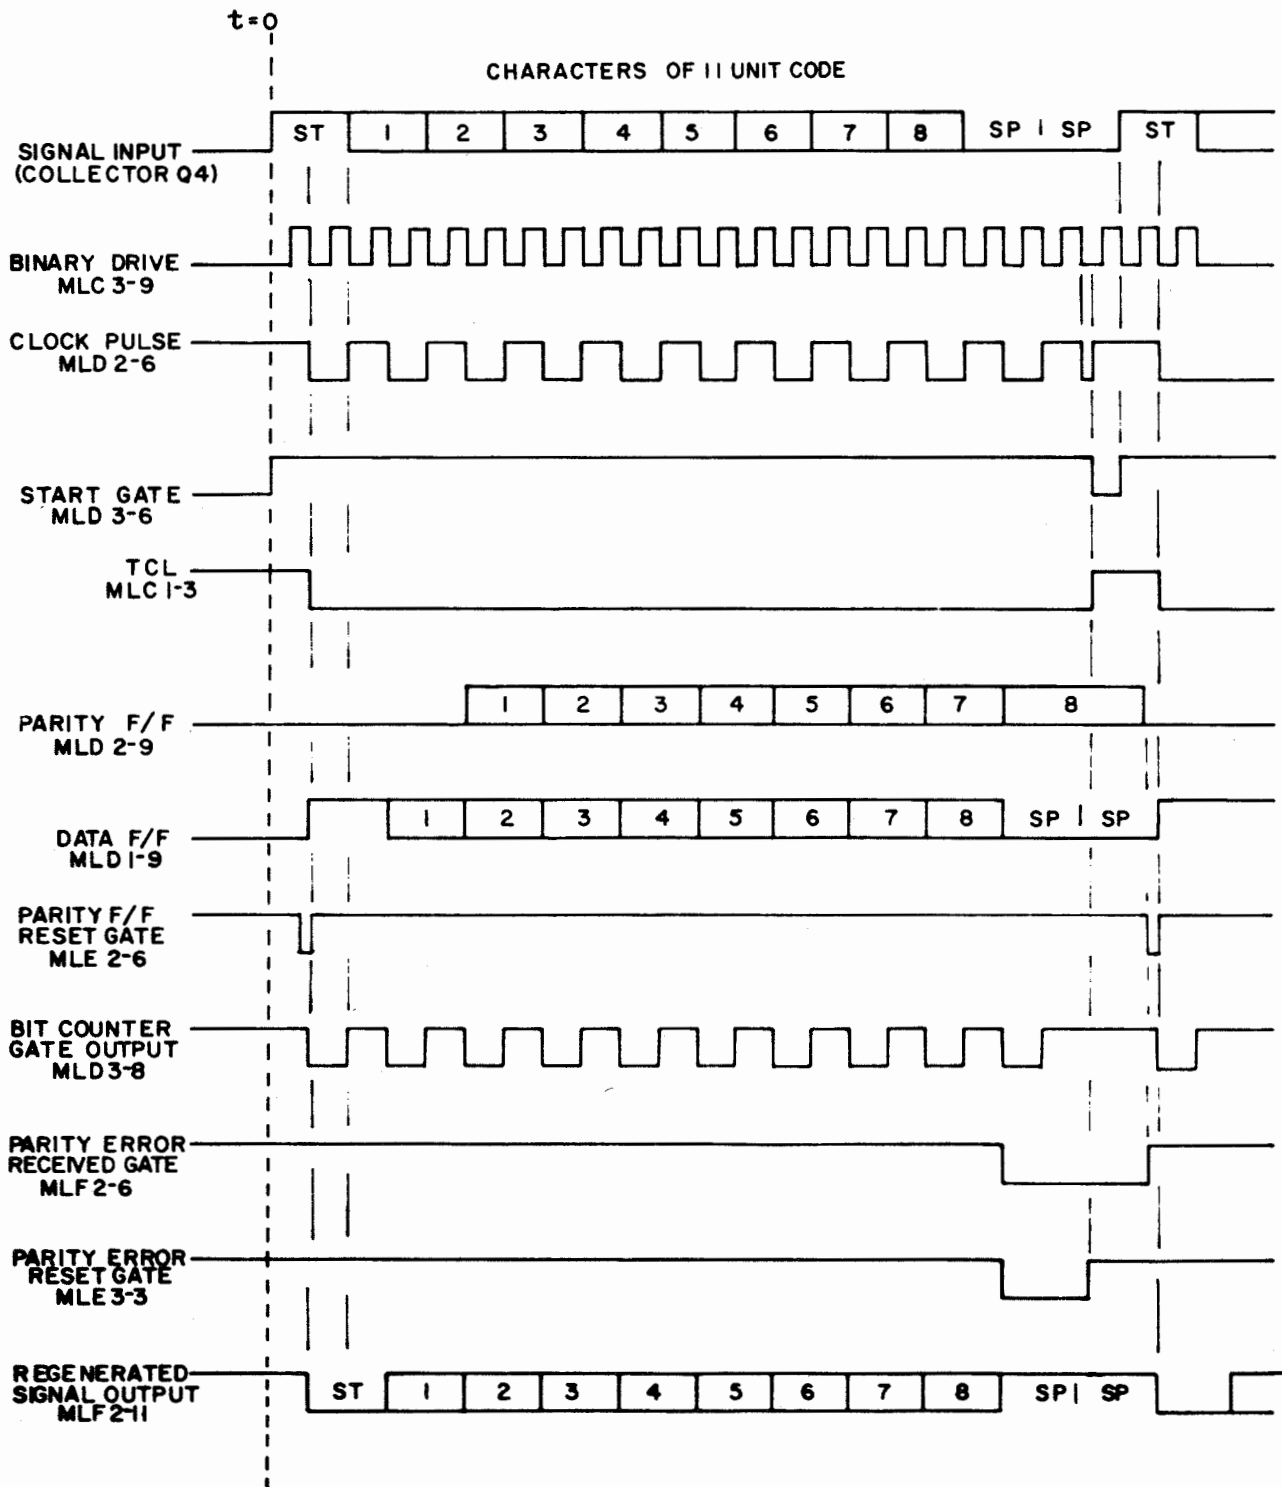 t=0
CHARACTERS OF 11 UNIT CODE
SIGNAL INPUT
(COLLECTOR Q4)
ST 1 2 3 4 5 6 7 8 SP SP ST
BINARY DRIVE
MLC 3-9
CLOCK PULSE
MLD 2-6
START GATE
MLD 3-6
TCL
MLC 1-3
PARITY F/F
MLD 2-9
1 2 3 4 5 6 7 8
DATA F/F
MLD 1-9
1 2 3 4 5 6 7 8 SP SP
PARITY F/F
RESET GATE
MLE 2-6
BIT COUNTER
GATE OUTPUT
MLD 3-8
PARITY ERROR
RECEIVED GATE
MLF 2-6
PARITY ERROR
RESET GATE
MLE 3-3
REGENERATED
SIGNAL OUTPUT
MLF 2-11
ST 1 2 3 4 5 6 7 8 SP SP